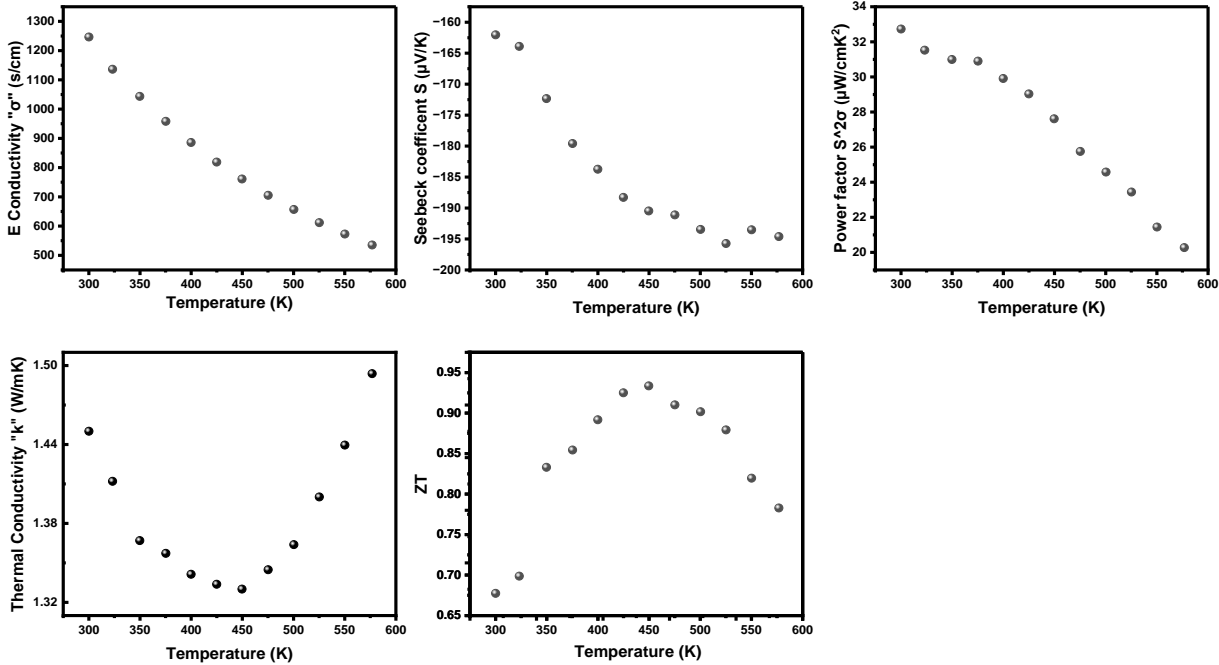 E Conductivity "σ" (s/cm)
1300
1200
1100
1000
900
800
700
600
500
300 350 400 450 500 550 600
Temperature (K)
Seebeck coefficent S (μV/K)
−160
−165
−170
−175
−180
−185
−190
−195
−200
300 350 400 450 500 550 600
Temperature (K)
Power factor S^2σ (μW/cmK²)
34
32
30
28
26
24
22
20
300 350 400 450 500 550 600
Temperature (K)
Thermal Conductivity "k" (W/mK)
1.50
1.44
1.38
1.32
300 350 400 450 500 550 600
Temperature (K)
ZT
0.95
0.90
0.85
0.80
0.75
0.70
0.65
300 350 400 450 500 550 600
Temperature (K)